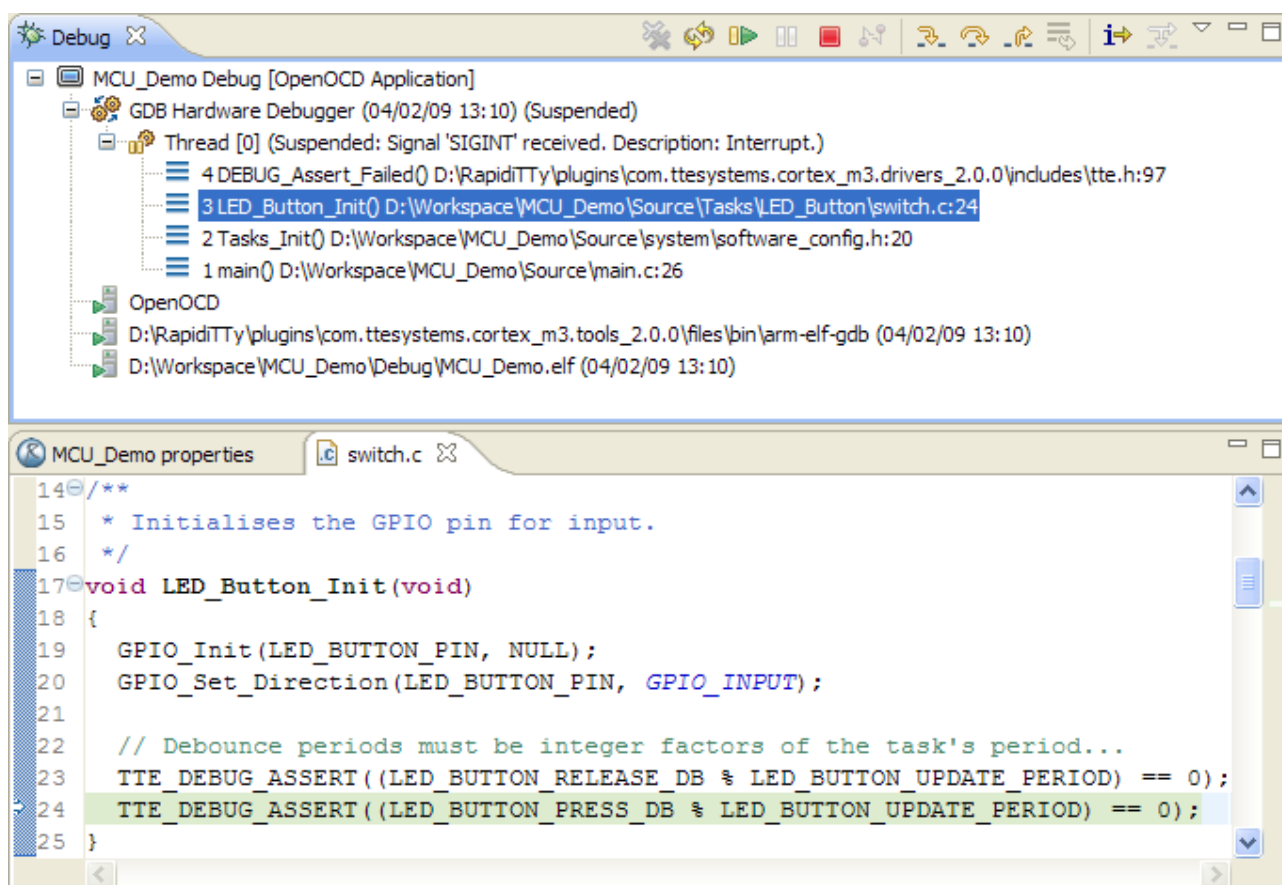 Debug
MCU_Demo Debug [OpenOCD Application]
GDB Hardware Debugger (04/02/09 13:10) (Suspended)
Thread [0] (Suspended: Signal 'SIGINT' received. Description: Interrupt.)
4 DEBUG_Assert_Failed() D:\RapidiTTy\plugins\com.ttesystems.cortex_m3.drivers_2.0.0\includes\tte.h:97
3 LED_Button_Init() D:\Workspace\MCU_Demo\Source\Tasks\LED_Button\switch.c:24
2 Tasks_Init() D:\Workspace\MCU_Demo\Source\system\software_config.h:20
1 main() D:\Workspace\MCU_Demo\Source\main.c:26
OpenOCD
D:\RapidiTTy\plugins\com.ttesystems.cortex_m3.tools_2.0.0\files\bin\arm-elf-gdb (04/02/09 13:10)
D:\Workspace\MCU_Demo\Debug\MCU_Demo.elf (04/02/09 13:10)
MCU_Demo properties switch.c
14 /**
15 * Initialises the GPIO pin for input.
16 */
17 void LED_Button_Init(void)
18 {
19 GPIO_Init(LED_BUTTON_PIN, NULL);
20 GPIO_Set_Direction(LED_BUTTON_PIN, GPIO_INPUT);
21
22 // Debounce periods must be integer factors of the task's period...
23 TTE_DEBUG_ASSERT((LED_BUTTON_RELEASE_DB % LED_BUTTON_UPDATE_PERIOD) == 0);
24 TTE_DEBUG_ASSERT((LED_BUTTON_PRESS_DB % LED_BUTTON_UPDATE_PERIOD) == 0);
25 }